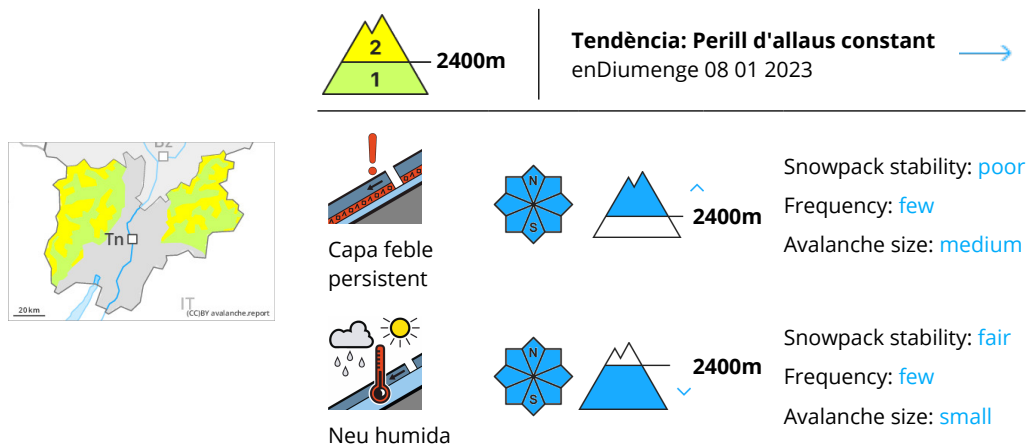 2
1
2400m
Tendència: Perill d'allaus constant
enDiumenge 08 01 2023
BZ
Tn
IT
20 km
(CC)BY avalanche.report
Capa feble
persistent
N
S
2400m
Snowpack stability: poor
Frequency: few
Avalanche size: medium
Neu humida
N
S
2400m
Snowpack stability: fair
Frequency: few
Avalanche size: small